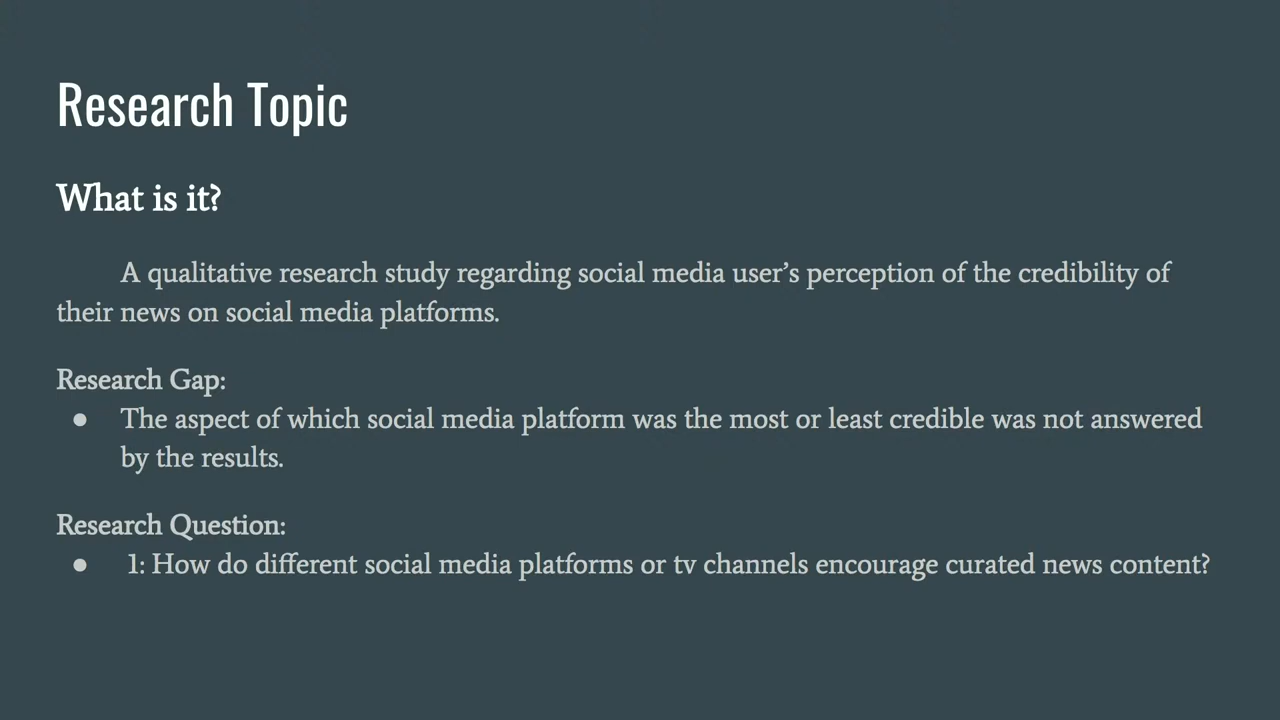 Research Topic
What is it?
A qualitative research study regarding social media user’s perception of the credibility of
their news on social media platforms.
Research Gap:
● The aspect of which social media platform was the most or least credible was not answered
by the results.
Research Question:
● 1: How do different social media platforms or tv channels encourage curated news content?